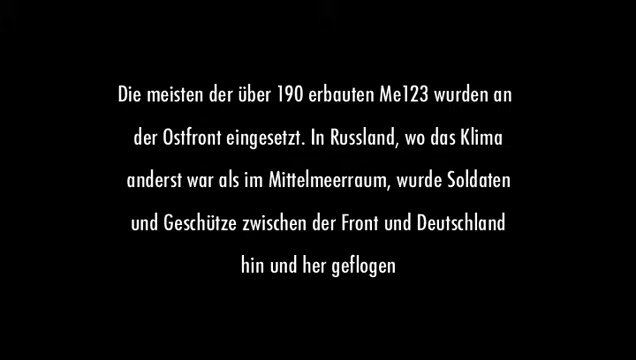 Die meisten der über 190 erbauten Me123 wurden an
der Ostfront eingesetzt. In Russland, wo das Klima
anderst war als im Mittelmeerraum, wurde Soldaten
und Geschütze zwischen der Front und Deutschland
hin und her geflogen